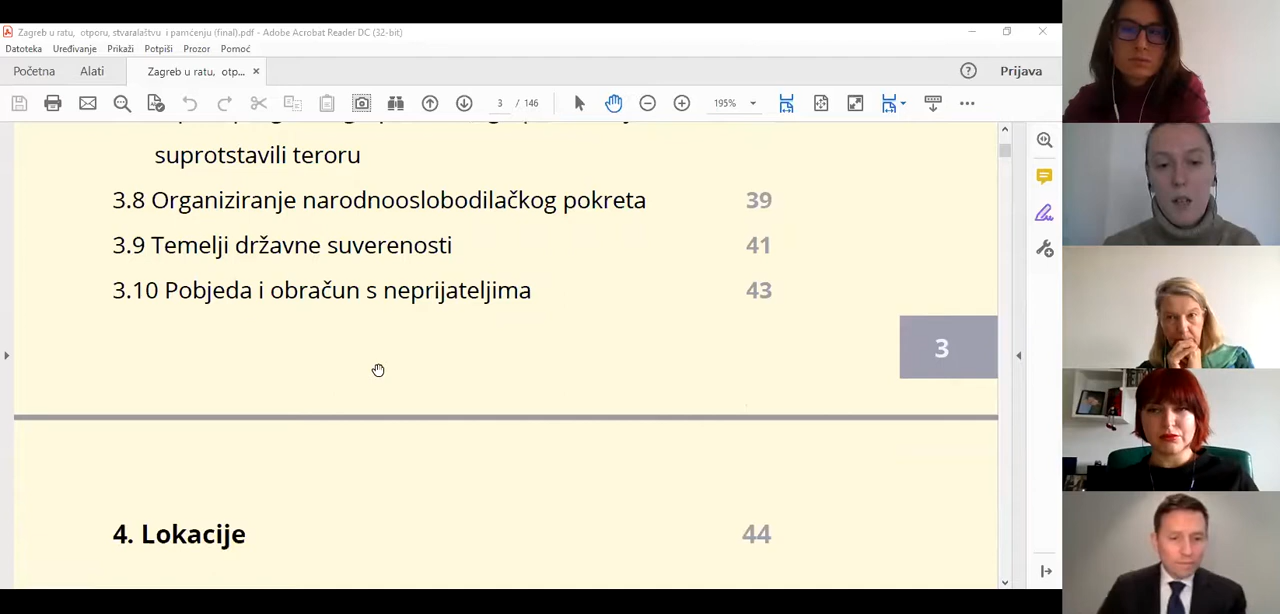 Zagreb u ratu, otporu, stvaralaštvu i pamćenju (final).pdf - Adobe Acrobat Reader DC (32-bit)
Datoteka Uređivanje Prikaži Potpiši Prozor Pomoć
Početna Alati Zagreb u ratu, otp... × Prijava
3 / 146 195%
suprotstavili teroru
3.8 Organiziranje narodnooslobodilačkog pokreta 39
3.9 Temelji državne suverenosti 41
3.10 Pobjeda i obračun s neprijateljima 43
3
4. Lokacije 44